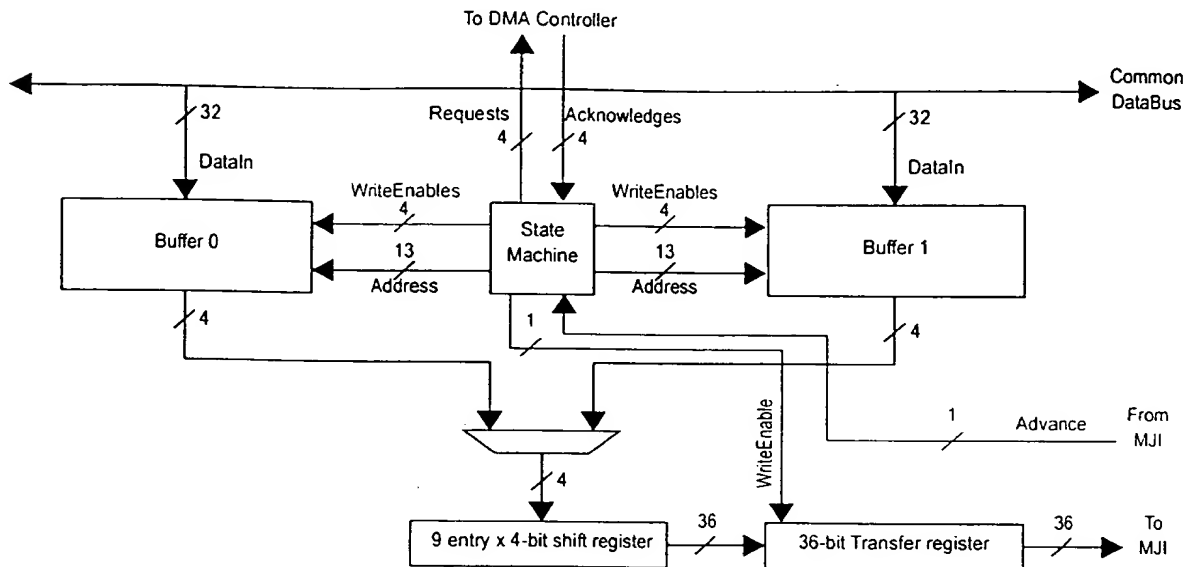 To DMA Controller
Common
DataBus
32
Requests
4
Acknowledges
4
32
DataIn
DataIn
WriteEnables
4
WriteEnables
4
Buffer 0
State
Machine
Buffer 1
13
Address
13
Address
4
1
4
WriteEnable
1
Advance
From
MJI
4
9 entry x 4-bit shift register
36
36-bit Transfer register
36
To
MJI